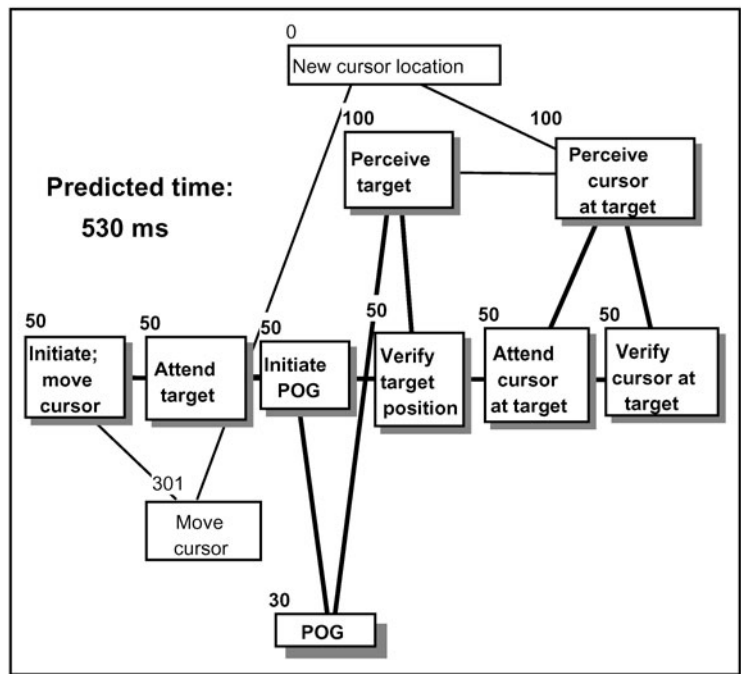 0
New cursor location
100
Perceive
target
100
Perceive
cursor
at target
Predicted time:
530 ms
50
Initiate;
move
cursor
50
Attend
target
50
Initiate
POG
50
Verify
target
position
50
Attend
cursor
at target
50
Verify
cursor at
target
301
Move
cursor
30
POG